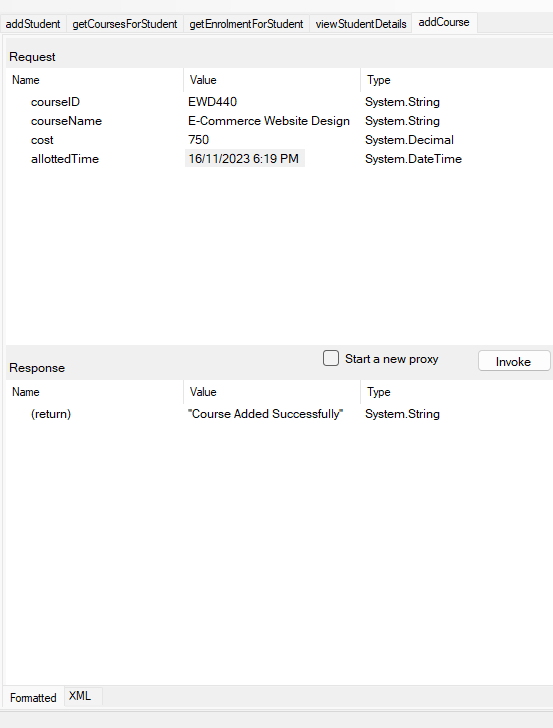 addStudent getCoursesForStudent getEnrolmentForStudent viewStudentDetails addCourse
Request
Name Value Type
courseID EWD440 System.String
courseName E-Commerce Website Design System.String
cost 750 System.Decimal
allottedTime 16/11/2023 6:19 PM System.DateTime
Start a new proxy Invoke
Response
Name Value Type
(return) "Course Added Successfully" System.String
Formatted XML